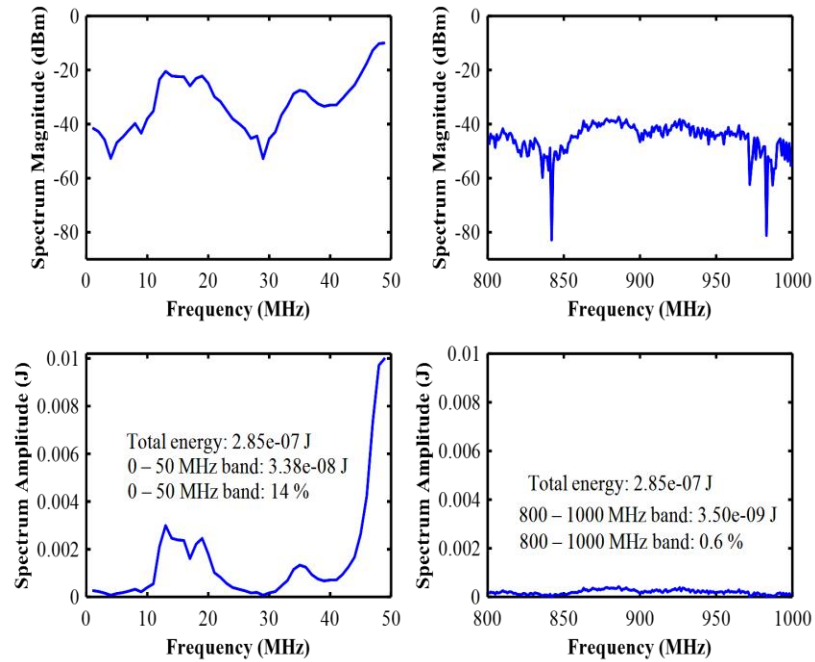 Spectrum Magnitude (dBm)
0
-20
-40
-60
-80
0 10 20 30 40 50
Frequency (MHz)
Spectrum Magnitude (dBm)
0
-20
-40
-60
-80
800 850 900 950 1000
Frequency (MHz)
Spectrum Amplitude (J)
0.01
0.008
0.006
0.004
0.002
0
Total energy: 2.85e-07 J
0 – 50 MHz band: 3.38e-08 J
0 – 50 MHz band: 14 %
0 10 20 30 40 50
Frequency (MHz)
Spectrum Amplitude (J)
0.01
0.008
0.006
0.004
0.002
0
Total energy: 2.85e-07 J
800 – 1000 MHz band: 3.50e-09 J
800 – 1000 MHz band: 0.6 %
800 850 900 950 1000
Frequency (MHz)